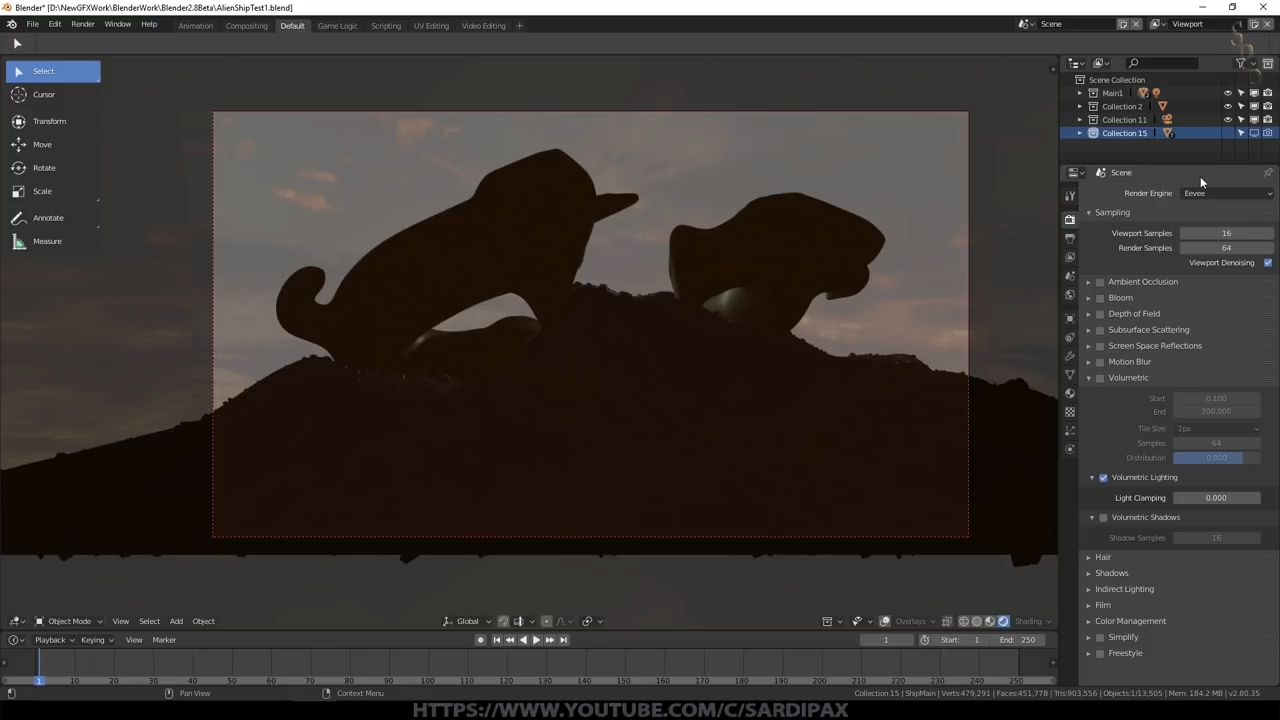 Blender* [D:\NewGFXWork\BlenderWork\Blender2.8Beta\AlienShipTest1.blend]
File Edit Render Window Help Animation Compositing Default Game Logic Scripting UV Editing Video Editing Scene Viewport
Select
Cursor
Transform
Move
Rotate
Scale
Annotate
Measure
Scene Collection
Main1
Collection 2
Collection 11
Collection 15
Scene
Render Engine Eevee
Sampling
Viewport Samples 16
Render Samples 64
Viewport Denoising
Ambient Occlusion
Bloom
Depth of Field
Subsurface Scattering
Screen Space Reflections
Motion Blur
Volumetric
Start 0.100
End 300.000
Tile Size 2px
Samples 64
Distribution 0.800
Volumetric Lighting
Light Clamping 0.000
Volumetric Shadows
Shadow Samples 16
Hair
Shadows
Indirect Lighting
Film
Color Management
Simplify
Freestyle
Object Mode View Select Add Object Global Overlays Shading
Playback Keying View Marker 1 Start: 1 End: 250
1 10 20 30 40 50 60 70 80 90 100 110 120 130 140 150 160 170 180 190 200 210 220 230 240 250
Pan View Context Menu Collection 15 | ShipMain | Verts:479,291 | Faces:451,778 | Tris:903,556 | Objects:1/13,505 | Mem: 184.2 MB | v2.80.35
HTTPS://WWW.YOUTUBE.COM/C/SARDIPAX